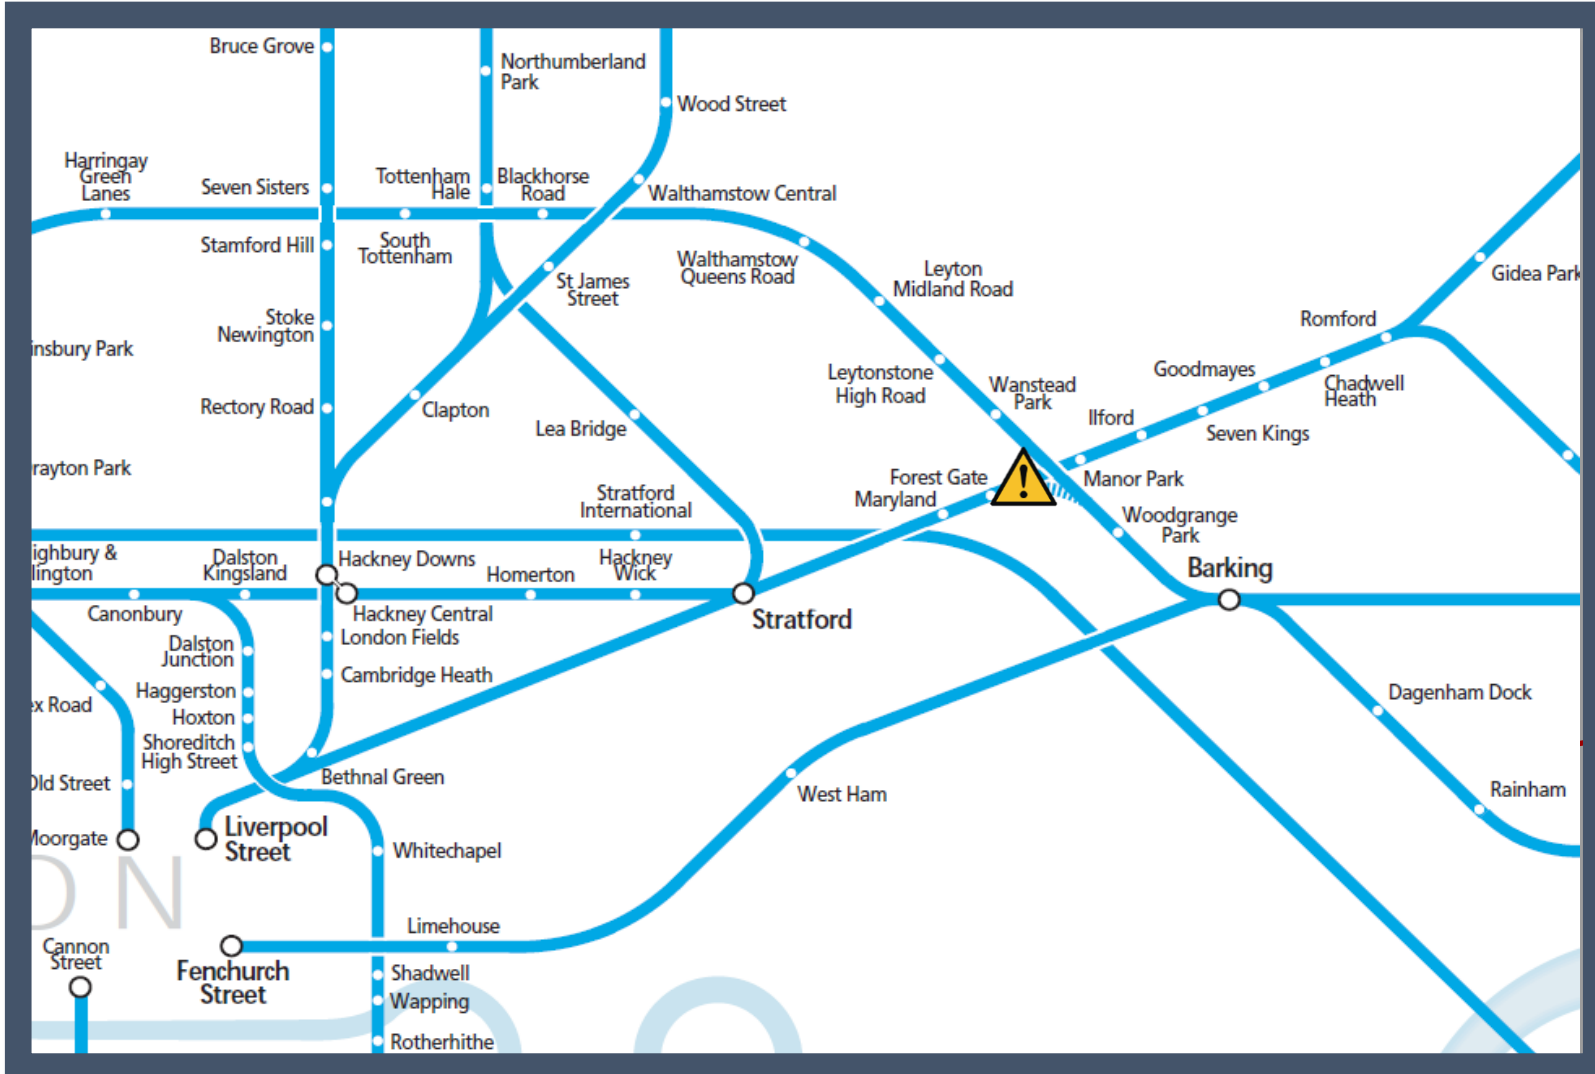 Bruce Grove
Northumberland
Park
Wood Street
Harringay
Green
Lanes
Seven Sisters
Tottenham
Hale
Blackhorse
Road
Walthamstow Central
Stamford Hill
South
Tottenham
Walthamstow
Queens Road
St James
Street
Leyton
Midland Road
Gidea Park
Stoke
Newington
insbury Park
Romford
Leytonstone
High Road
Wanstead
Park
Goodmayes
Chadwell
Heath
Rectory Road
Clapton
Lea Bridge
Ilford
Seven Kings
rayton Park
Forest Gate
Maryland
Manor Park
Stratford
International
Woodgrange
Park
ighbury &
lington
Dalston
Kingsland
Hackney Downs
Homerton
Hackney
Wick
Barking
Canonbury
Hackney Central
Stratford
London Fields
Dalston
Junction
Cambridge Heath
Haggerston
ex Road
Hoxton
Dagenham Dock
Shoreditch
High Street
Bethnal Green
Old Street
West Ham
Rainham
Moorgate
Liverpool
Street
Whitechapel
ON
Limehouse
Cannon
Street
Fenchurch
Street
Shadwell
Wapping
Rotherhithe